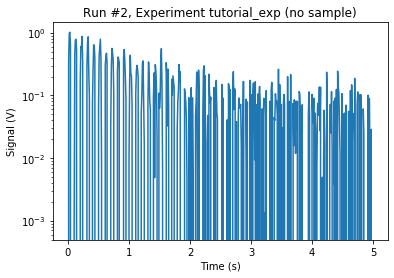 Run #2, Experiment tutorial_exp (no sample)
Signal (V)
10⁰
10⁻¹
10⁻²
10⁻³
0 1 2 3 4 5
Time (s)